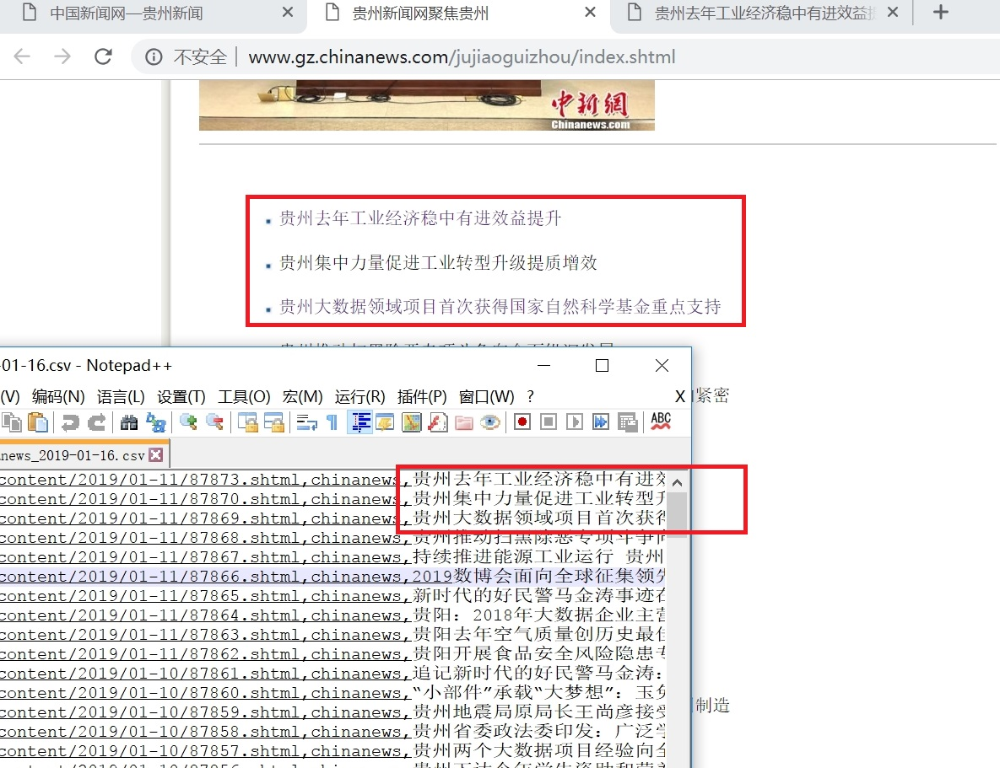 中国新闻网—贵州新闻
贵州新闻网聚焦贵州
贵州去年工业经济稳中有进效益
不安全 www.gz.chinanews.com/jujiaoguizhou/index.shtml
中新網
Chinanews.com
贵州去年工业经济稳中有进效益提升
贵州集中力量促进工业转型升级提质增效
贵州大数据领域项目首次获得国家自然科学基金重点支持
-01-16.csv - Notepad++
(V) 编码(N) 语言(L) 设置(T) 工具(O) 宏(M) 运行(R) 插件(P) 窗口(W) ? X
紧密
ABC
news_2019-01-16.csv
content/2019/01-11/87873.shtml,chinanews,贵州去年工业经济稳中有进
content/2019/01-11/87870.shtml,chinanews,贵州集中力量促进工业转型
content/2019/01-11/87869.shtml,chinanews,贵州大数据领域项目首次获
content/2019/01-11/87868.shtml,chinanews,贵州推动扫黑除恶专项斗争
content/2019/01-11/87867.shtml,chinanews,持续推进能源工业运行 贵州
content/2019/01-11/87866.shtml,chinanews,2019数博会面向全球征集领
content/2019/01-11/87865.shtml,chinanews,新时代的好民警马金涛事迹
content/2019/01-11/87864.shtml,chinanews,贵阳：2018年大数据企业主
content/2019/01-11/87863.shtml,chinanews,贵阳去年空气质量创历史最
content/2019/01-11/87862.shtml,chinanews,贵阳开展食品安全风险隐患
content/2019/01-10/87861.shtml,chinanews,追记新时代的好民警马金涛：
content/2019/01-10/87860.shtml,chinanews,“小部件”承载“大梦想”：玉
制造
content/2019/01-10/87859.shtml,chinanews,贵州地震局原局长王尚彦接
content/2019/01-10/87858.shtml,chinanews,贵州省委政法委印发：广泛
content/2019/01-10/87857.shtml,chinanews,贵州两个大数据项目经验向